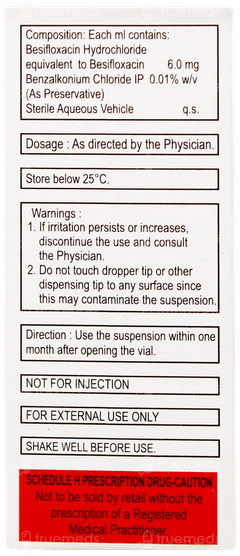 Composition: Each ml contains:
Besifloxacin Hydrochloride
equivalent to Besifloxacin 6.0 mg
Benzalkonium Chloride IP 0.01% w/v
(As Preservative)
Sterile Aqueous Vehicle q.s.
Dosage : As directed by the Physician.
Store below 25°C.
Warnings :
1. If irritation persists or increases,
discontinue the use and consult
the Physician.
2. Do not touch dropper tip or other
dispensing tip to any surface since
this may contaminate the suspension.
Direction : Use the suspension within one
month after opening the vial.
NOT FOR INJECTION
FOR EXTERNAL USE ONLY
SHAKE WELL BEFORE USE.
SCHEDULE H PRESCRIPTION DRUG-CAUTION
Not to be sold by retail without the
prescription of a Registered
Medical Practitioner.
truemeds truemeds